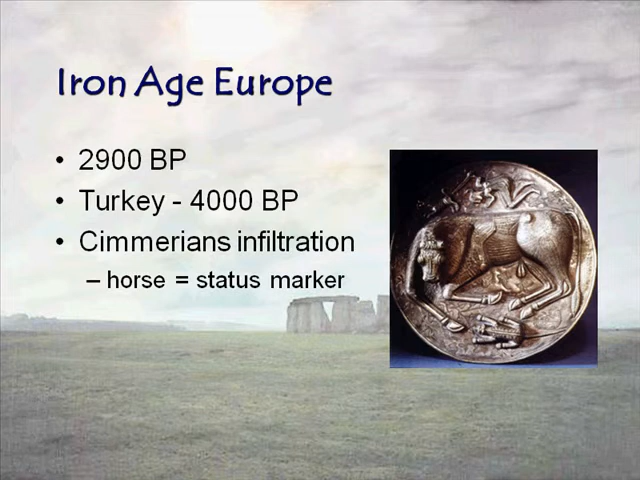 Iron Age Europe
• 2900 BP
• Turkey - 4000 BP
• Cimmerians infiltration
– horse = status marker